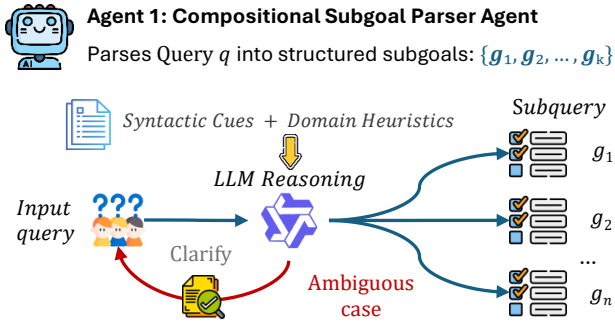 Agent 1: Compositional Subgoal Parser Agent
Parses Query q into structured subgoals: {g₁, g₂, ..., gₖ}
AI
Syntactic Cues + Domain Heuristics
Subquery
LLM Reasoning
g₁
???
Input
query
g₂
Clarify
...
Ambiguous
case
gₙ